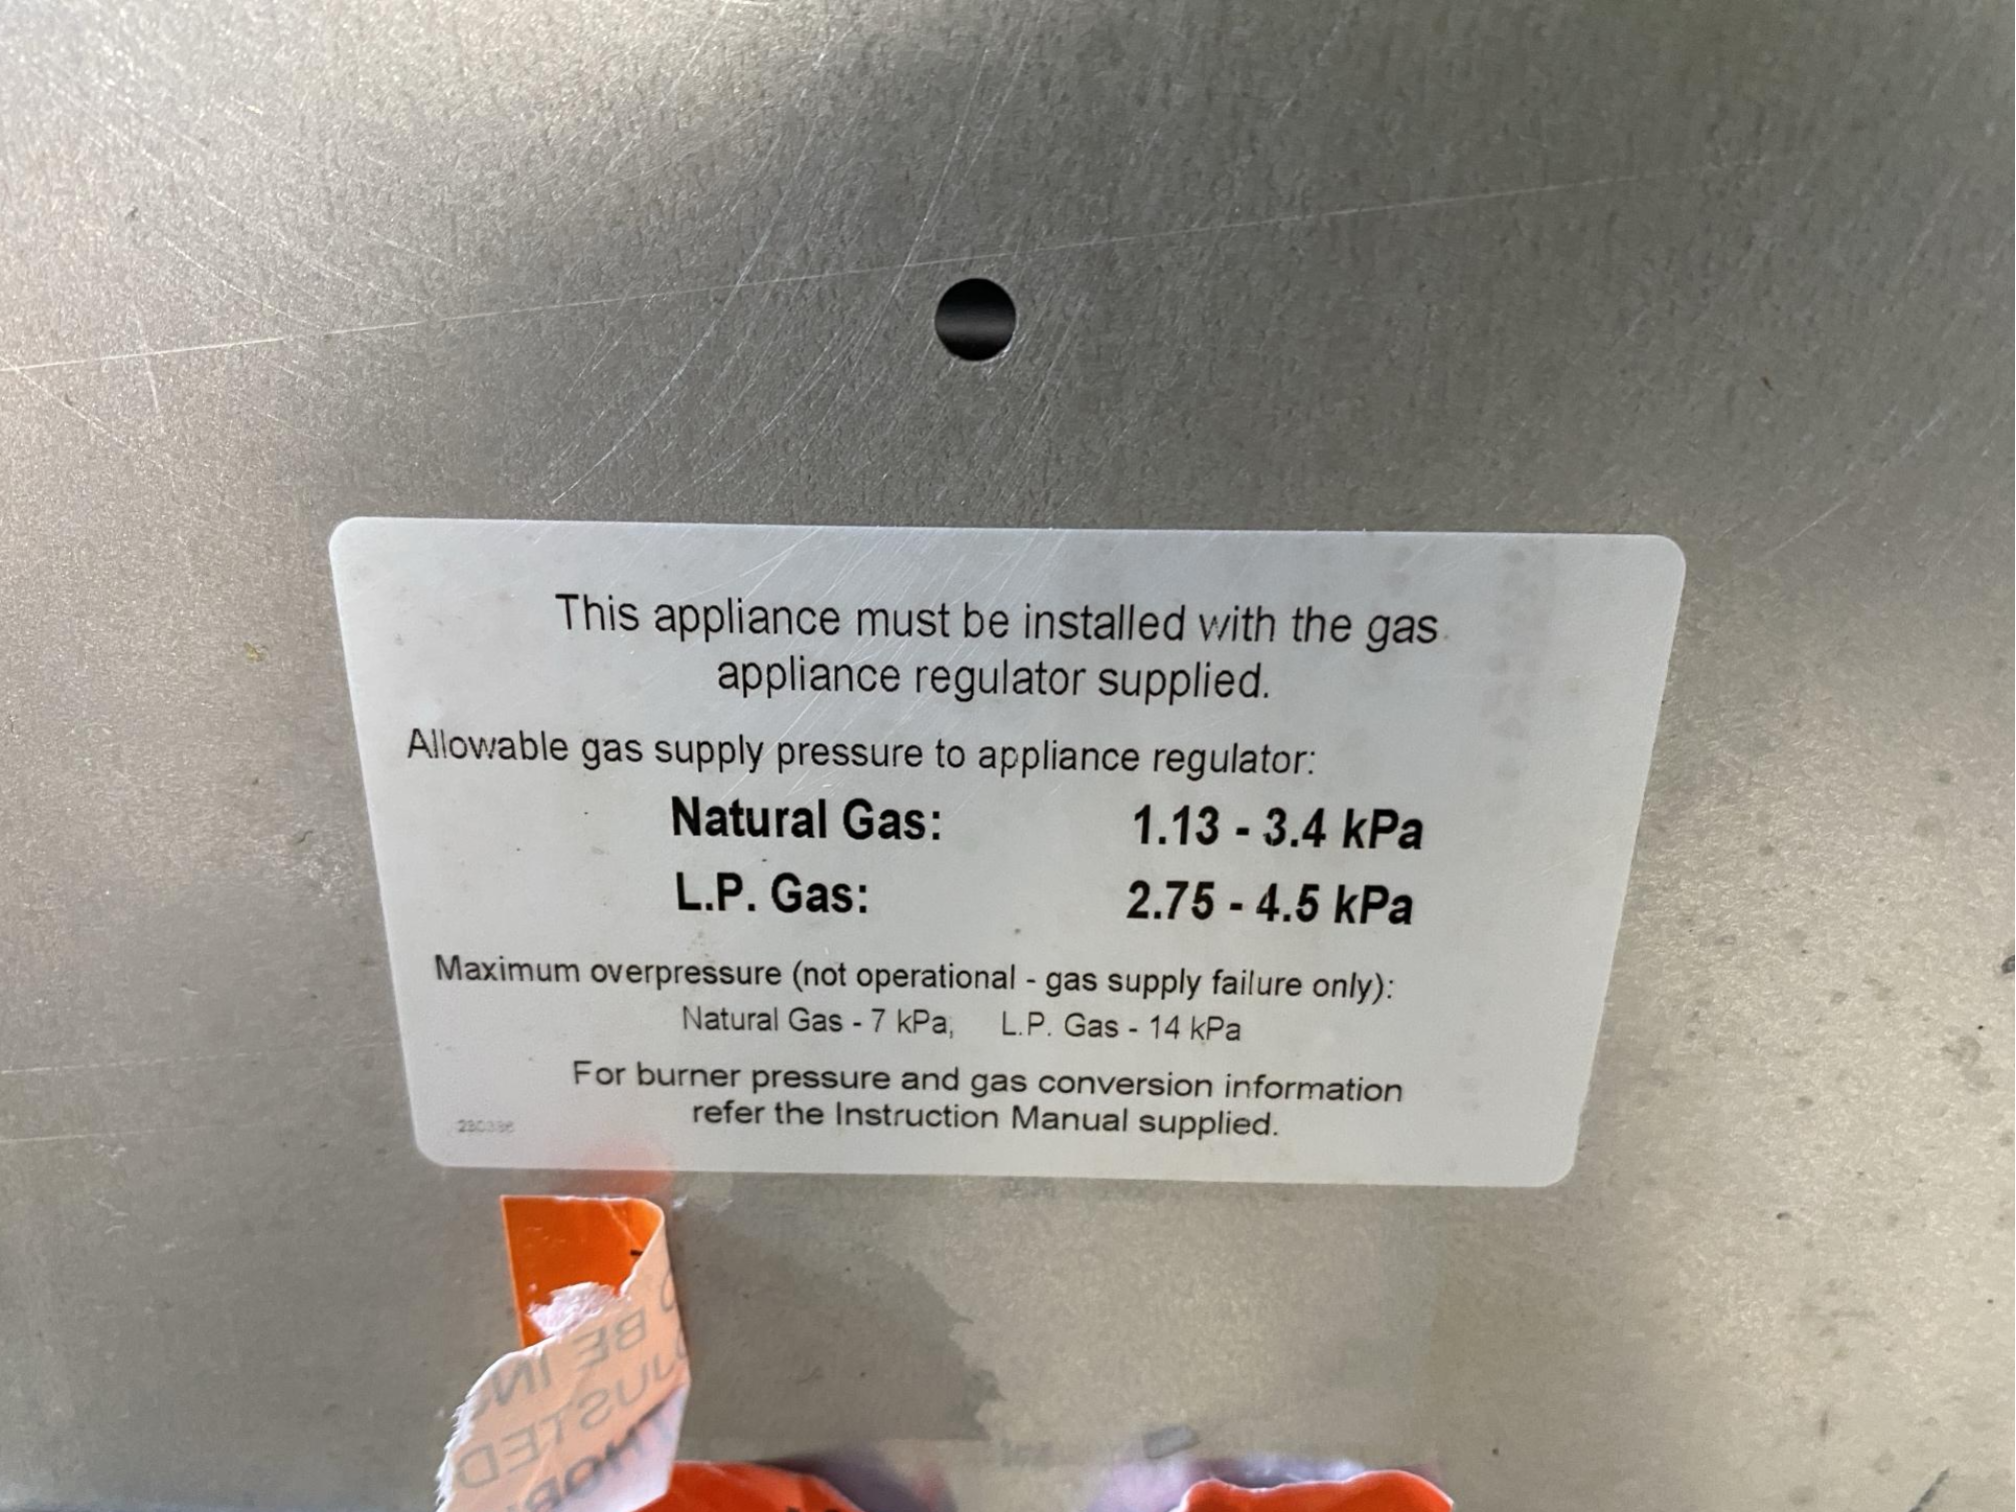 This appliance must be installed with the gas
appliance regulator supplied.
Allowable gas supply pressure to appliance regulator:
Natural Gas: 1.13 - 3.4 kPa
L.P. Gas: 2.75 - 4.5 kPa
Maximum overpressure (not operational - gas supply failure only):
Natural Gas - 7 kPa, L.P. Gas - 14 kPa
For burner pressure and gas conversion information
refer the Instruction Manual supplied.
BE IN